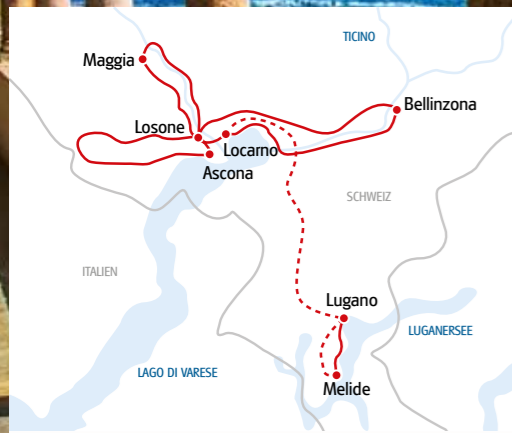 TICINO
Maggia
Bellinzona
Losone
Locarno
Ascona
SCHWEIZ
ITALIEN
Lugano
LUGANERSEE
LAGO DI VARESE
Melide